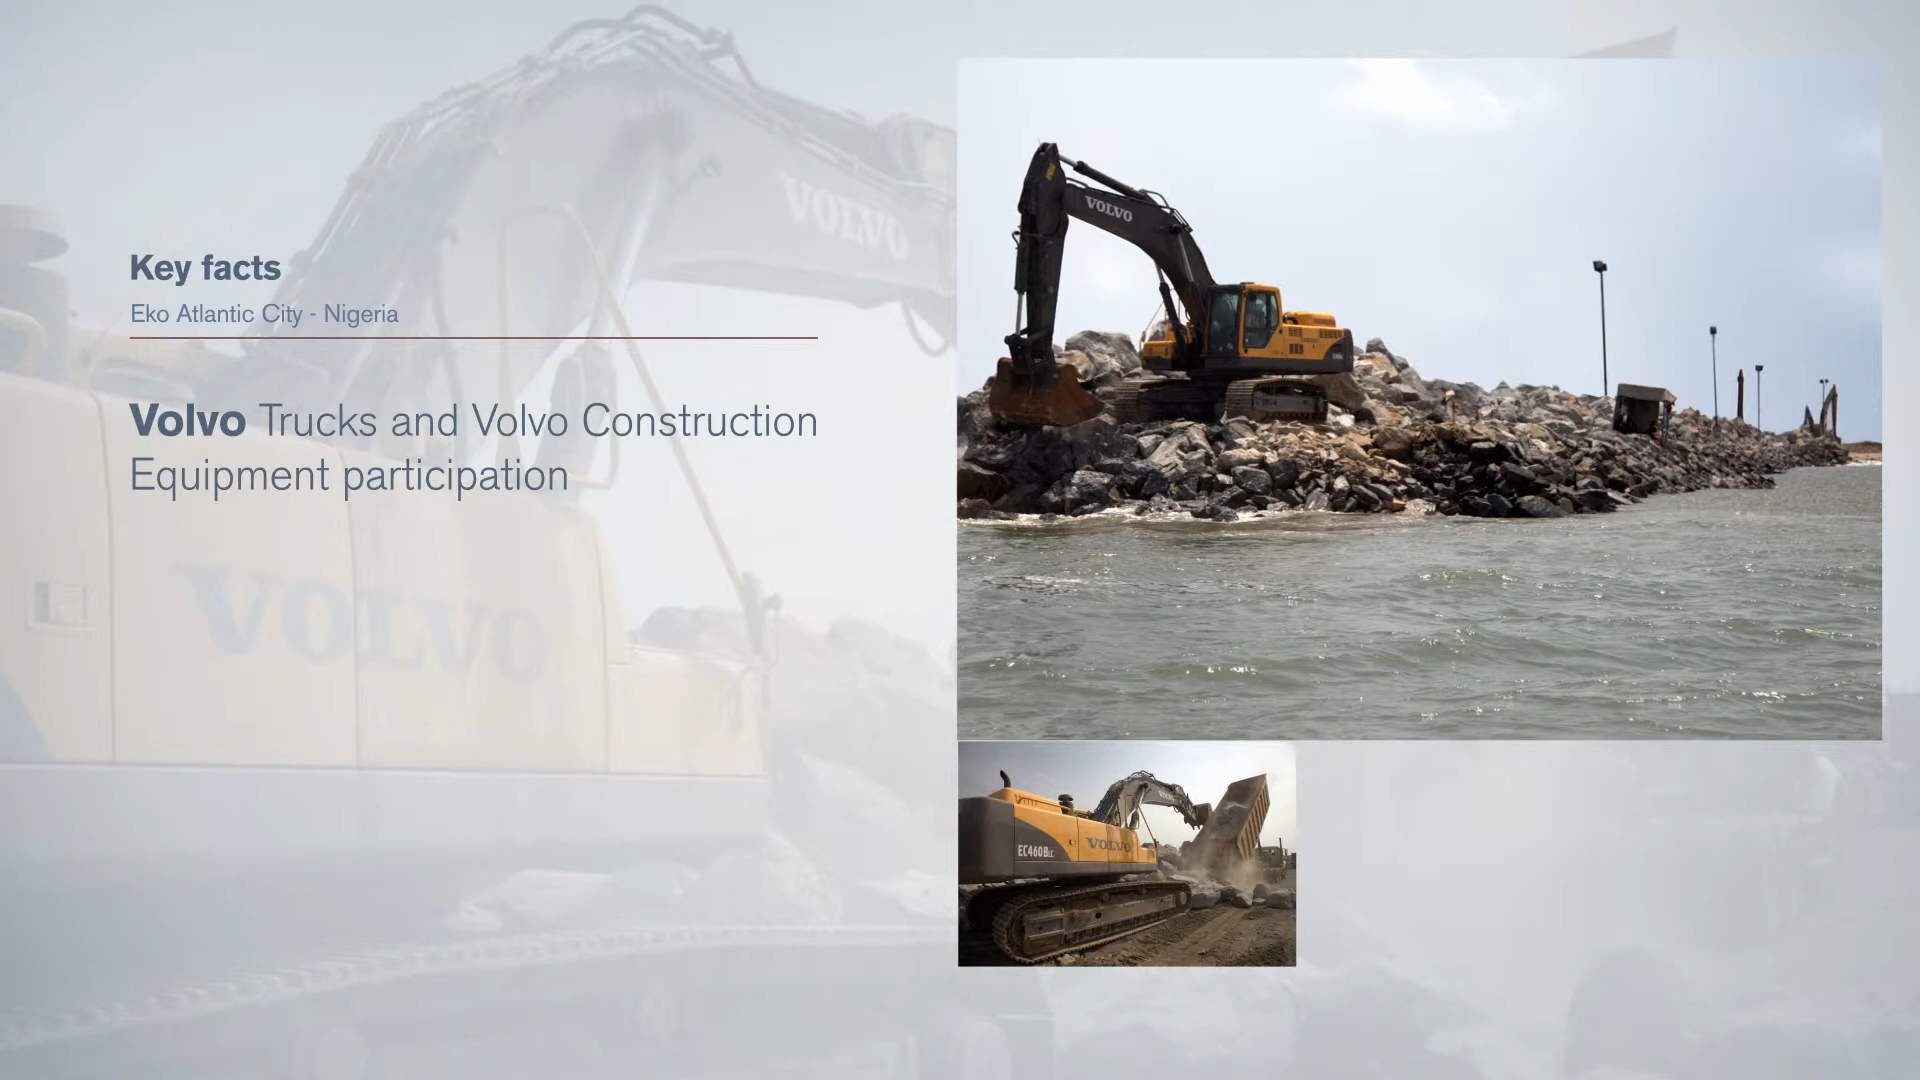 Key facts
Eko Atlantic City - Nigeria
Volvo Trucks and Volvo Construction
Equipment participation
VOLVO
VOLVO
VOLVO
EC460BLC
VOLVO